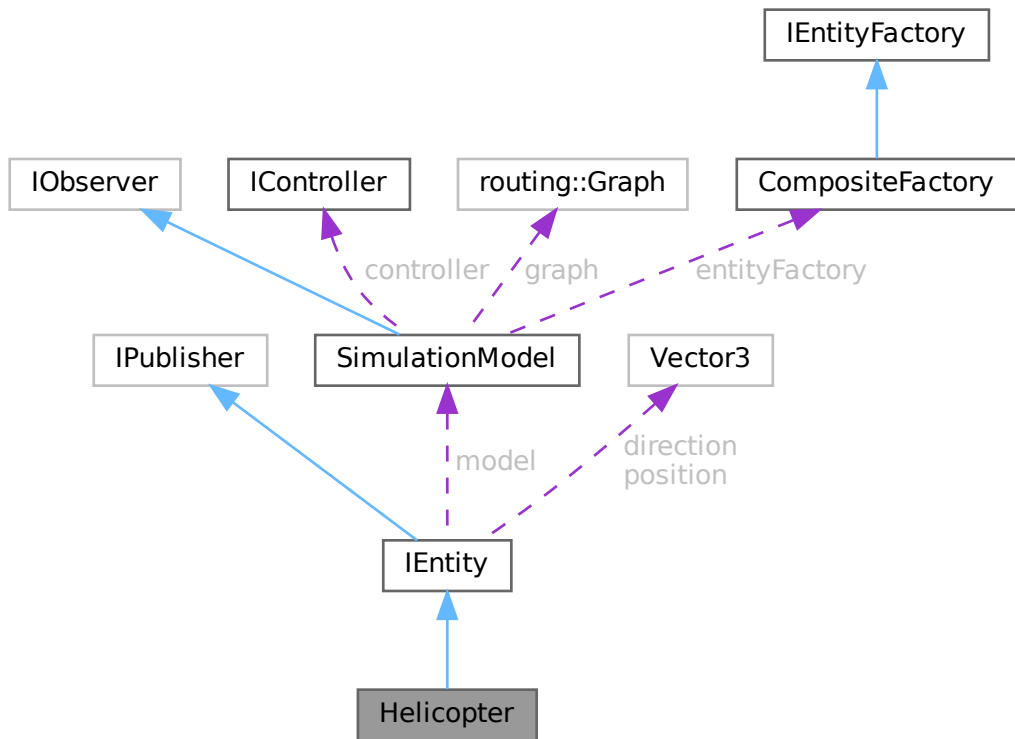 IEntityFactory
IObserver
IController
routing::Graph
CompositeFactory
controller
graph
entityFactory
IPublisher
SimulationModel
Vector3
model
direction
position
IEntity
Helicopter